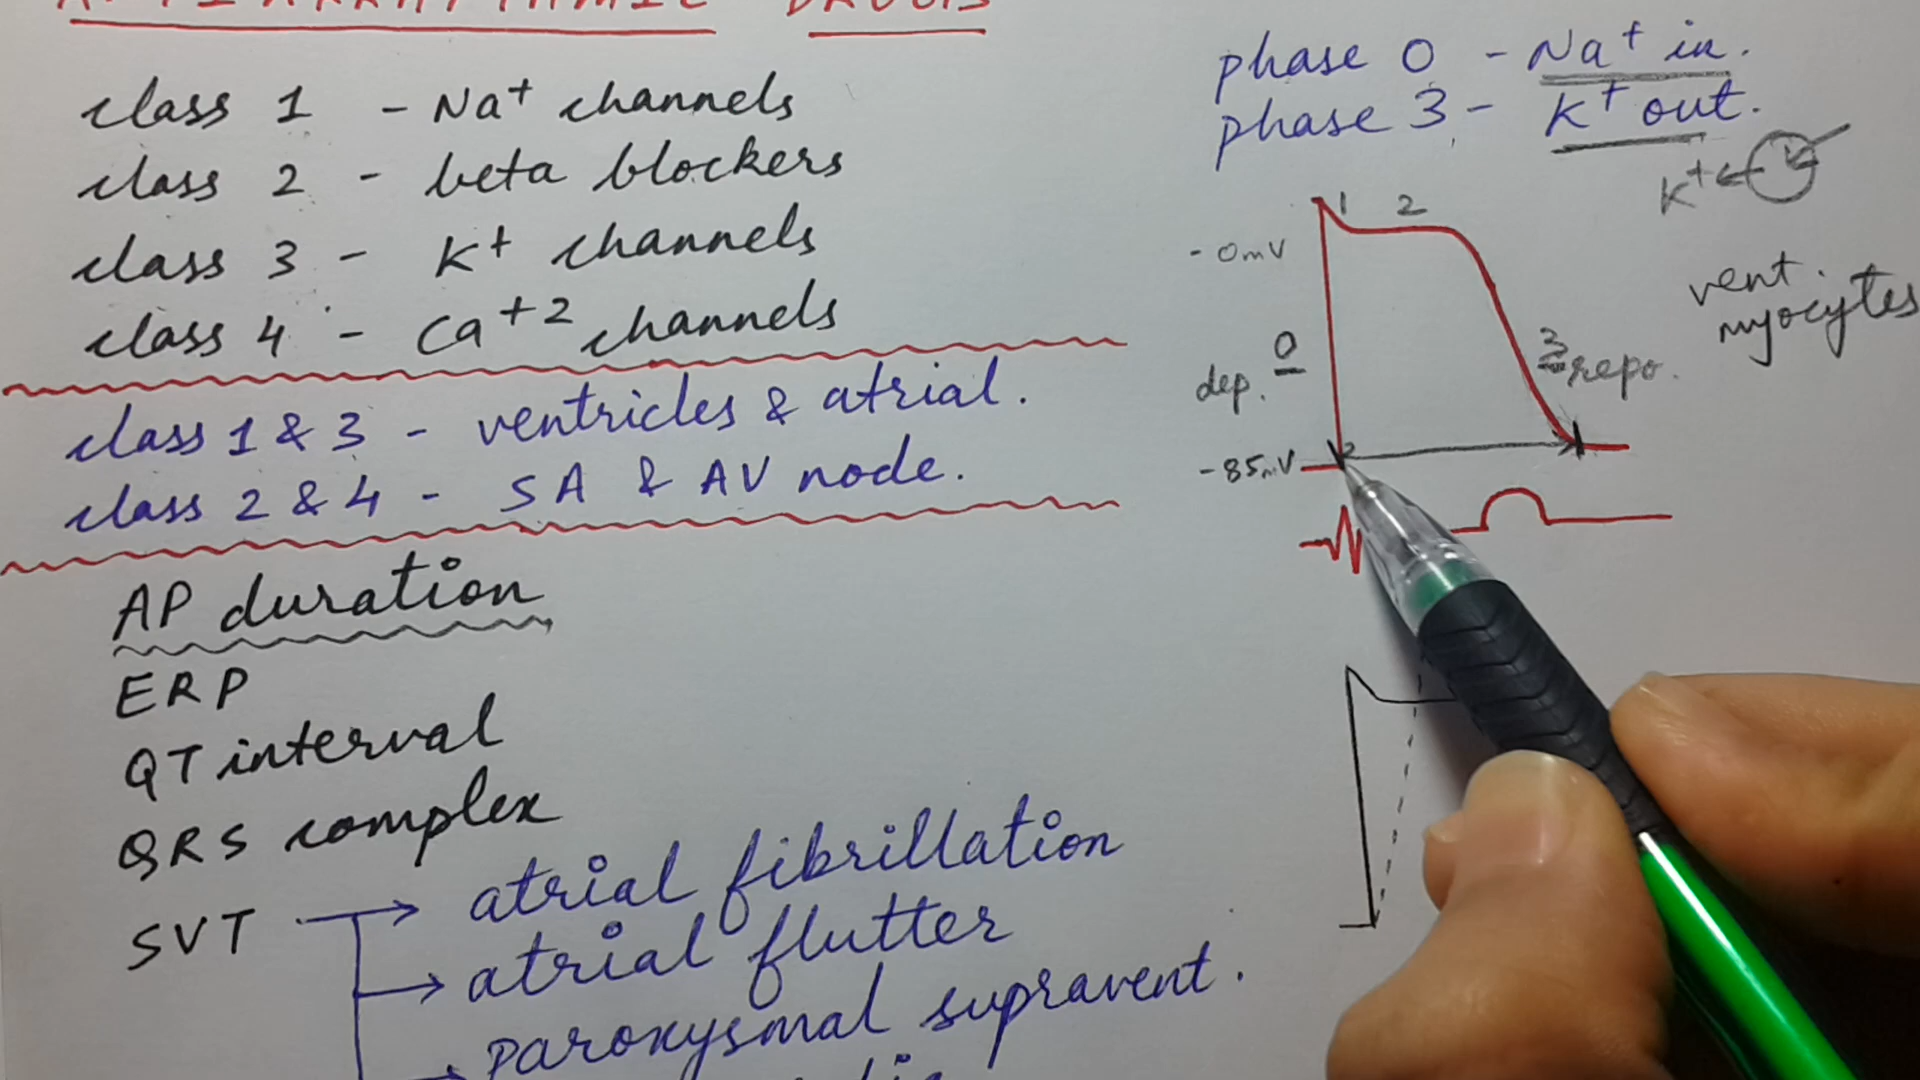 ANTIARRHYTHMIC DRUGS
class 1 - Na+ channels
class 2 - beta blockers
class 3 - K+ channels
class 4 - Ca+2 channels
class 1 & 3 - ventricles & atrial.
class 2 & 4 - SA & AV node.
AP duration
ERP
QT interval
QRS complex
SVT → atrial fibrillation
→ atrial flutter
→ paroxysmal supravent.
phase 0 - Na+ in.
phase 3 - K+ out.
K+
1 2
- 0mV
vent.
myocytes
0
dep.
3
repo.
-85mV